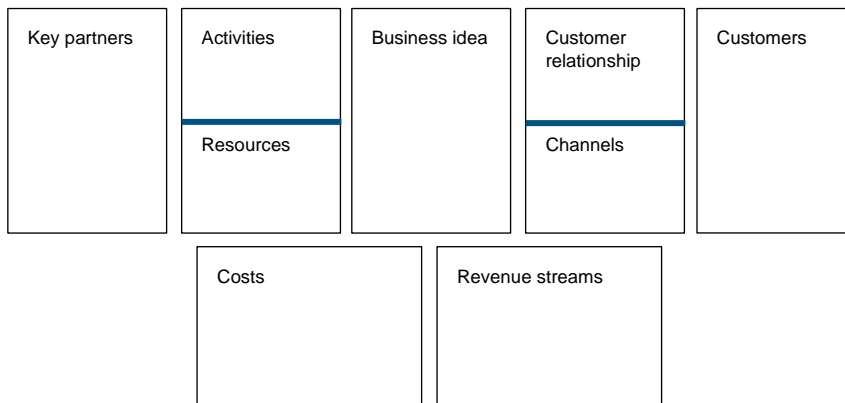 Key partners
Activities
Resources
Business idea
Customer
relationship
Channels
Customers
Costs
Revenue streams